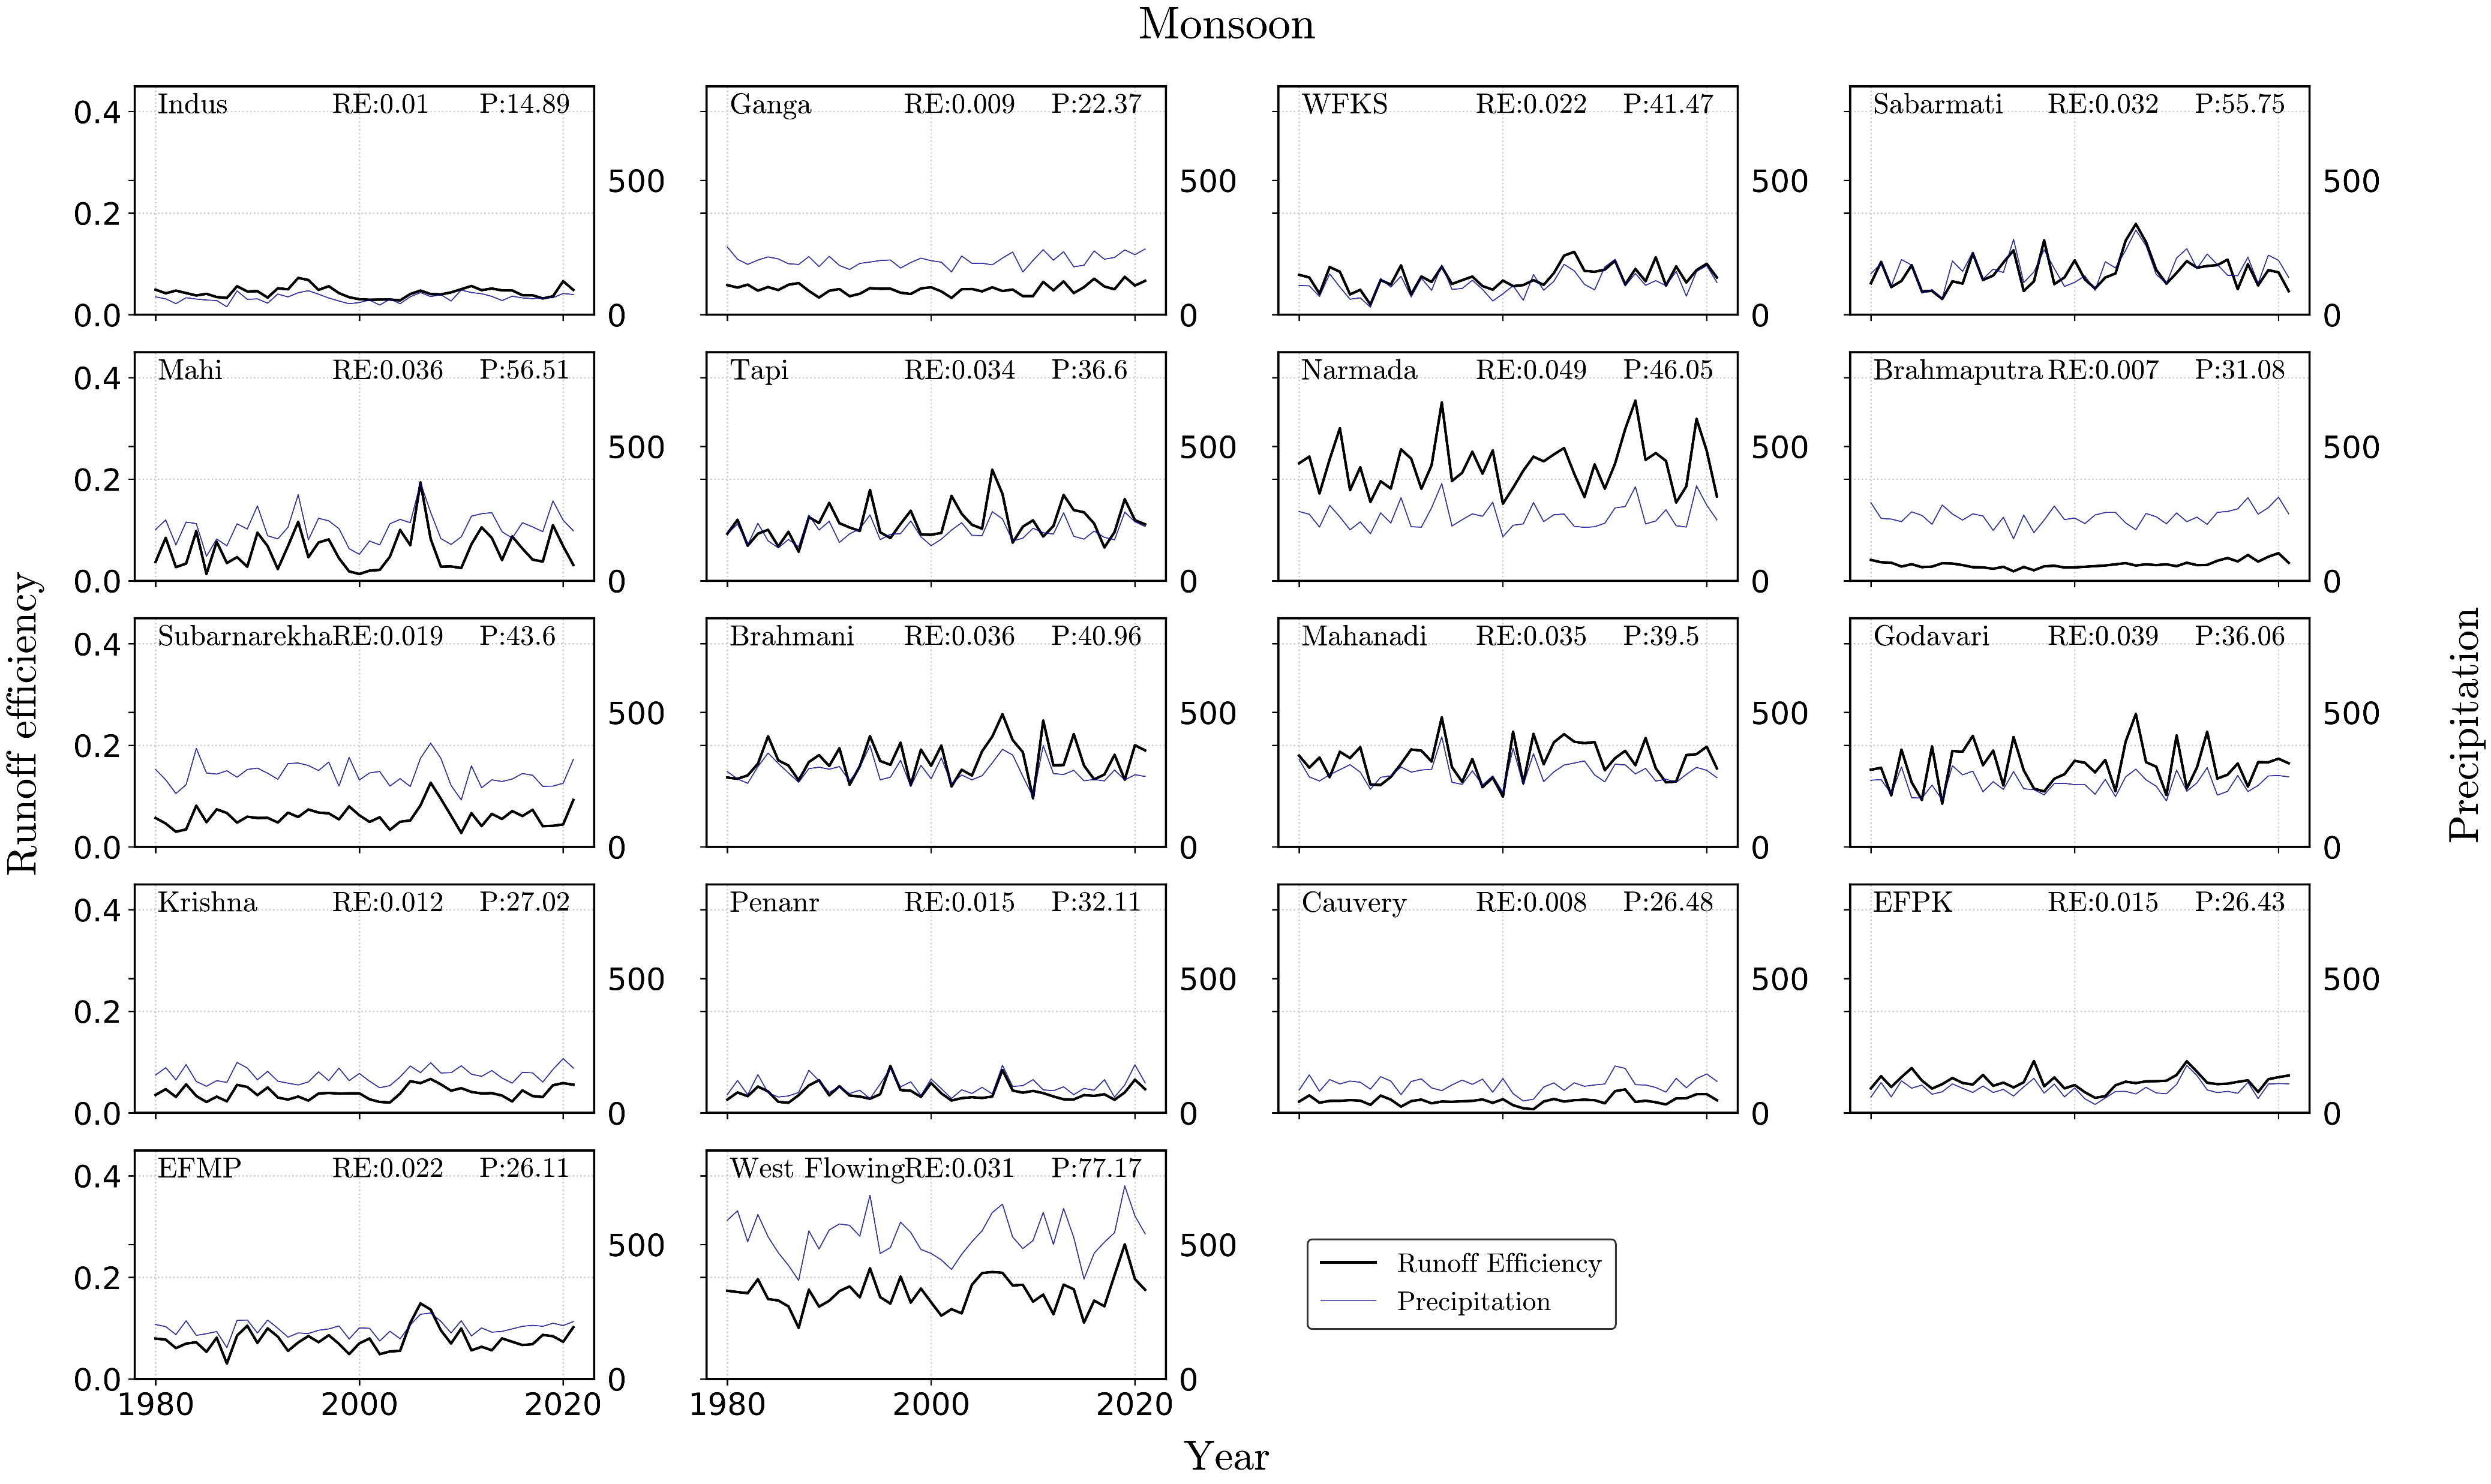 Monsoon
Indus RE:0.01 P:14.89
Ganga RE:0.009 P:22.37
WFKS RE:0.022 P:41.47
Sabarmati RE:0.032 P:55.75
0.4
0.2
0.0
500
0
500
0
500
0
500
0
Mahi RE:0.036 P:56.51
Tapi RE:0.034 P:36.6
Narmada RE:0.049 P:46.05
Brahmaputra RE:0.007 P:31.08
0.4
0.2
0.0
500
0
500
0
500
0
500
0
Subarnarekha RE:0.019 P:43.6
Brahmani RE:0.036 P:40.96
Mahanadi RE:0.035 P:39.5
Godavari RE:0.039 P:36.06
0.4
0.2
0.0
500
0
500
0
500
0
500
0
Krishna RE:0.012 P:27.02
Penanr RE:0.015 P:32.11
Cauvery RE:0.008 P:26.48
EFPK RE:0.015 P:26.43
0.4
0.2
0.0
500
0
500
0
500
0
500
0
EFMP RE:0.022 P:26.11
West Flowing RE:0.031 P:77.17
0.4
0.2
0.0
500
0
500
0
1980 2000 2020
1980 2000 2020
Runoff Efficiency
Precipitation
Runoff efficiency
Precipitation
Year